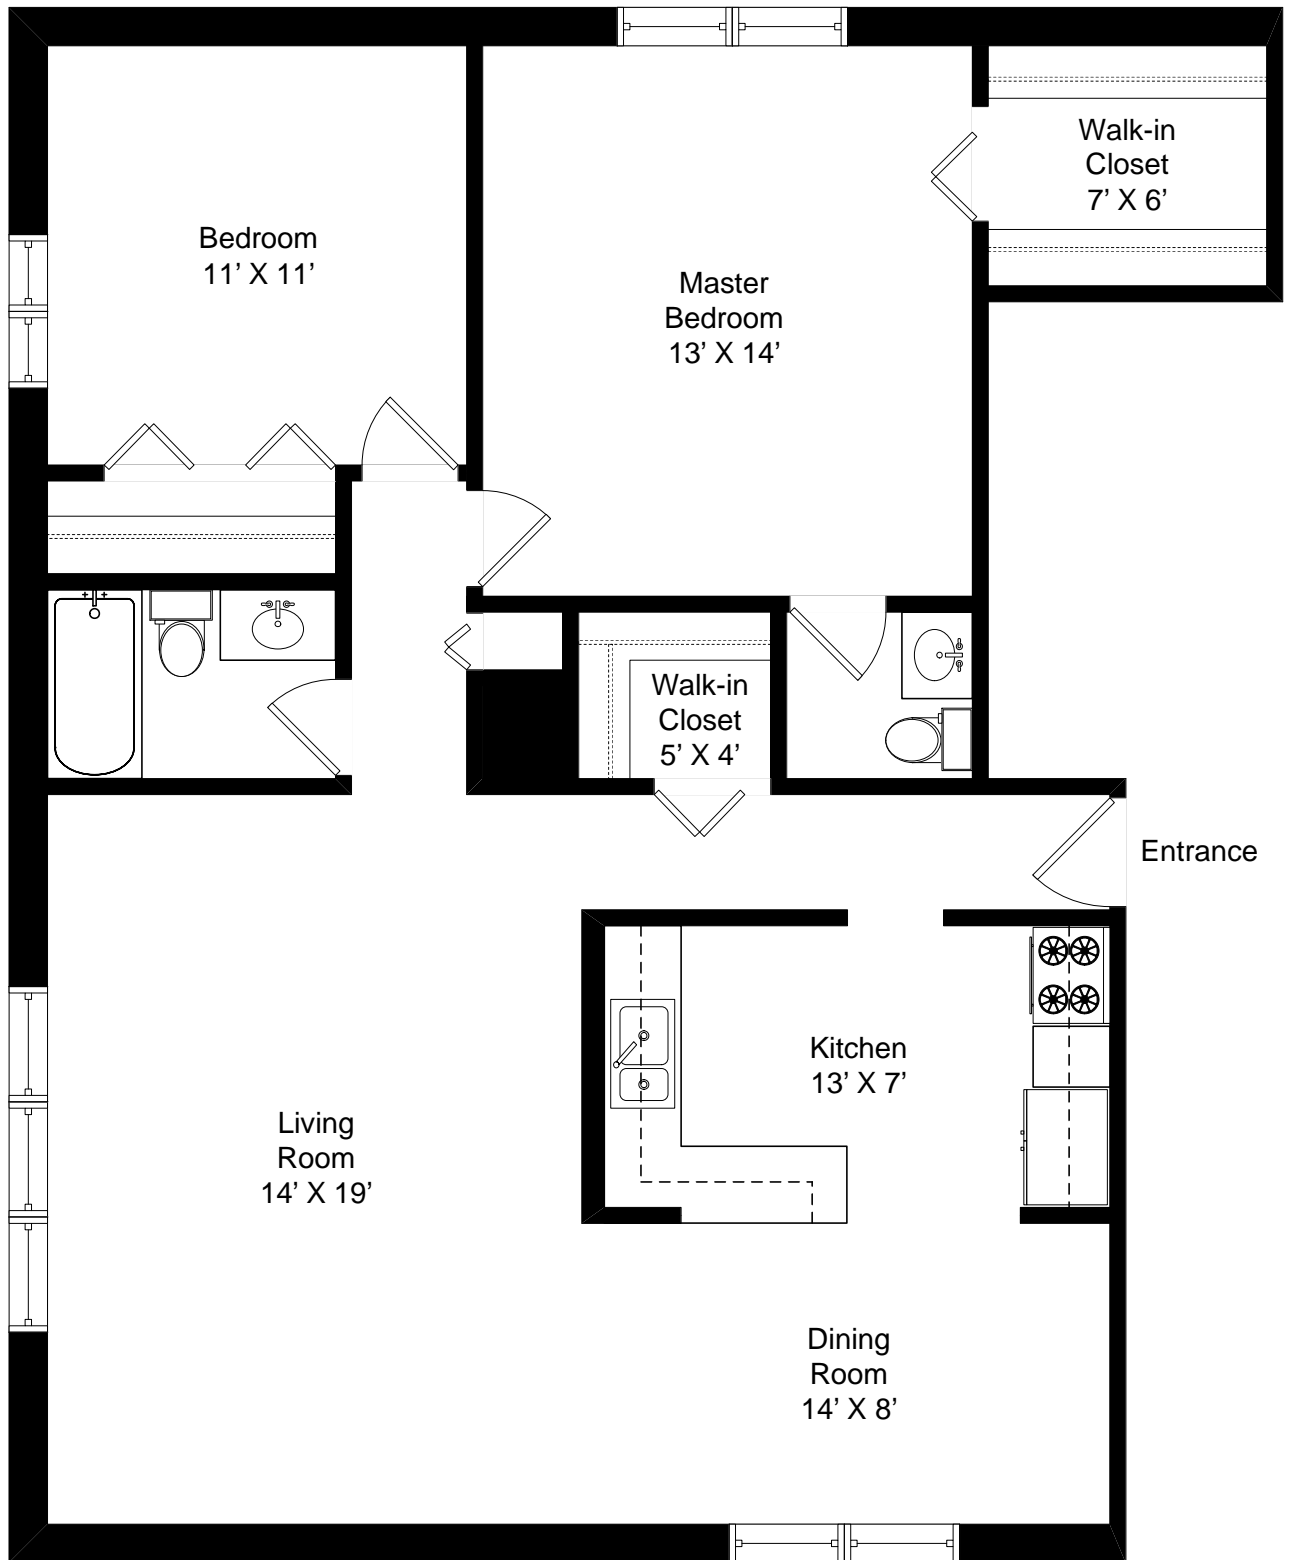 Walk-in
Closet
7’ X 6’
Bedroom
11’ X 11’
Master
Bedroom
13’ X 14’
Walk-in
Closet
5’ X 4’
Entrance
Kitchen
13’ X 7’
Living
Room
14’ X 19’
Dining
Room
14’ X 8’